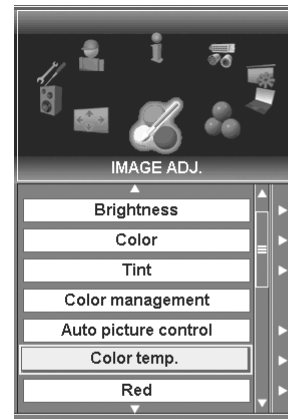 IMAGE ADJ.
Brightness
Color
Tint
Color management
Auto picture control
Color temp.
Red